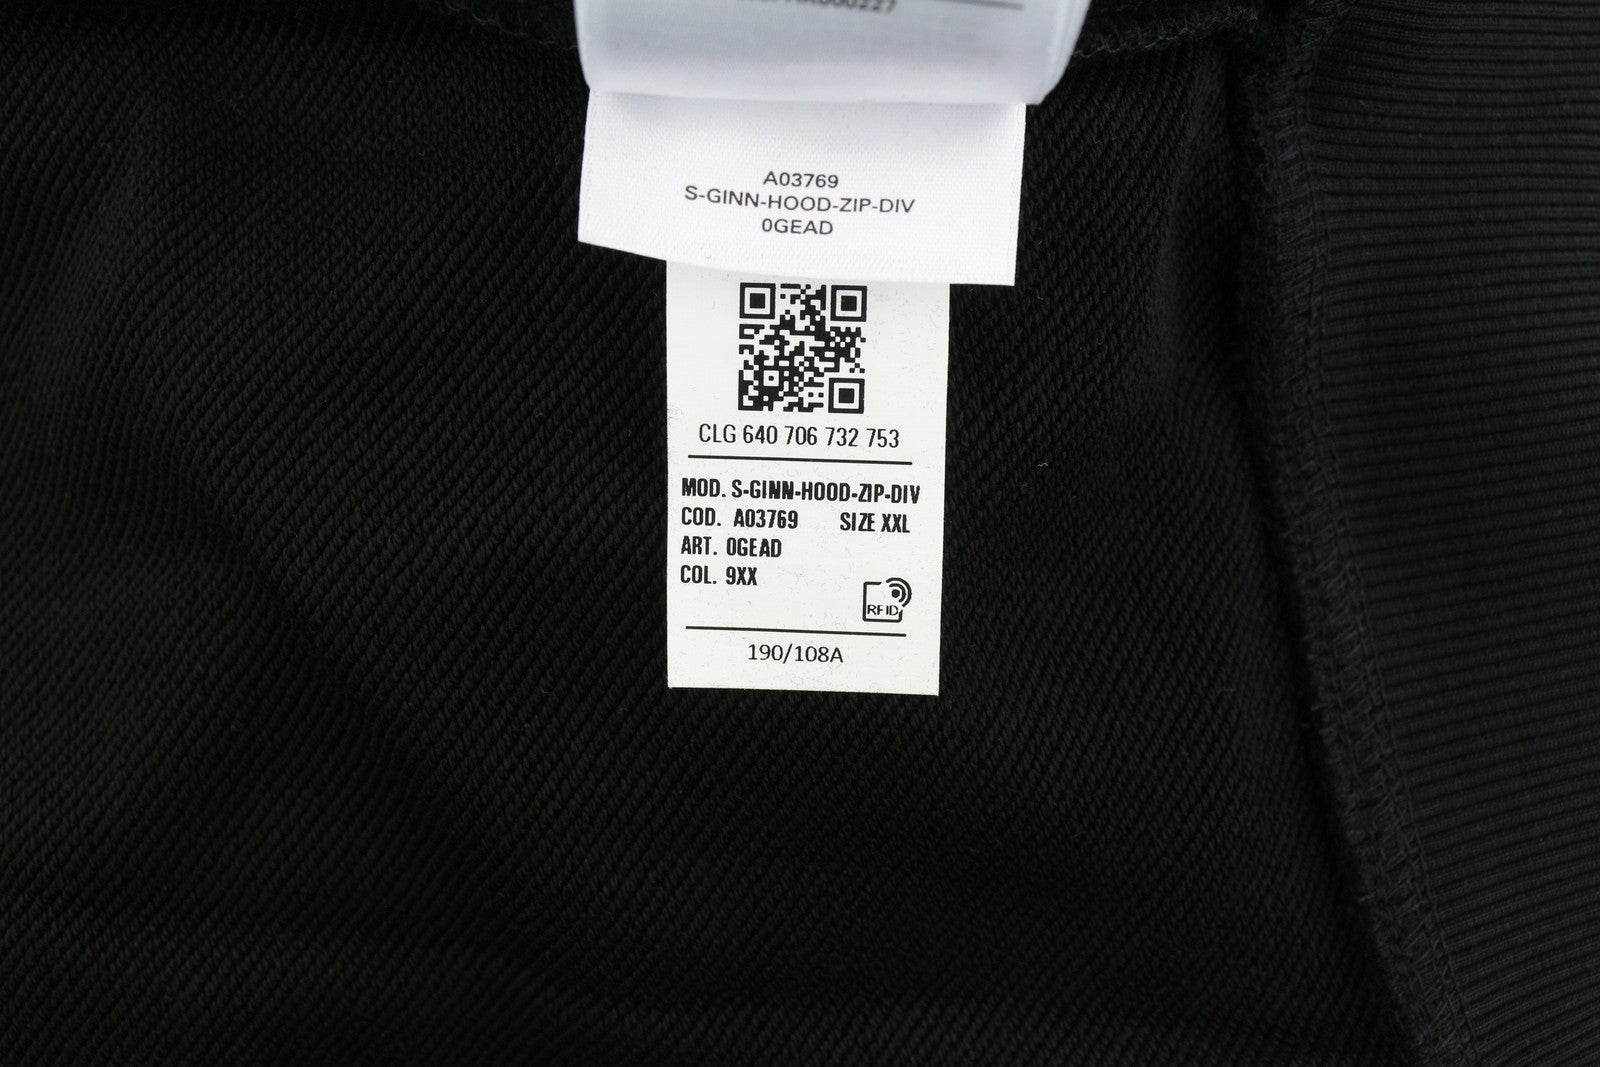 A03769
S-GINN-HOOD-ZIP-DIV
0GEAD
CLG 640 706 732 753
MOD. S-GINN-HOOD-ZIP-DIV
COD. A03769 SIZE XXL
ART. 0GEAD
COL. 9XX
RFID
190/108A